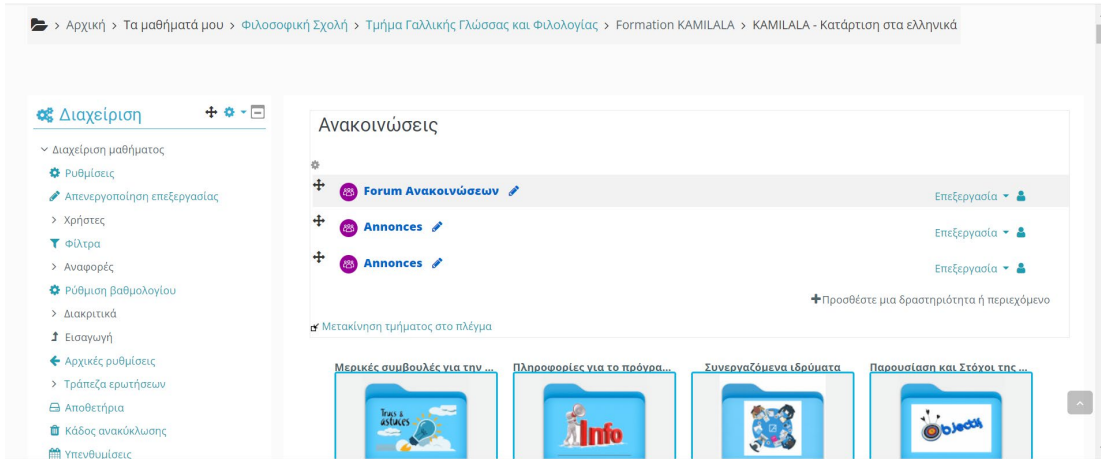 > Αρχική > Τα μαθήματά μου > Φιλοσοφική Σχολή > Τμήμα Γαλλικής Γλώσσας και Φιλολογίας > Formation KAMILALA > KAMILALA - Κατάρτιση στα ελληνικά
Διαχείριση
Διαχείριση μαθήματος
Ρυθμίσεις
Απενεργοποίηση επεξεργασίας
Χρήστες
Φίλτρα
Αναφορές
Ρύθμιση βαθμολογίου
Διακριτικά
Εισαγωγή
Αρχικές ρυθμίσεις
Τράπεζα ερωτήσεων
Αποθετήρια
Κάδος ανακύκλωσης
Υπενθυμίσεις
Ανακοινώσεις
Forum Ανακοινώσεων
Επεξεργασία
Annonces
Επεξεργασία
Annonces
Επεξεργασία
Προσθέστε μια δραστηριότητα ή περιεχόμενο
Μετακίνηση τμήματος στο πλέγμα
Μερικές συμβουλές για την ...
Πληροφορίες για το πρόγρα...
Συνεργαζόμενα ιδρύματα
Παρουσίαση και Στόχοι της ...
Trucs & astuces
Info
Objectifs